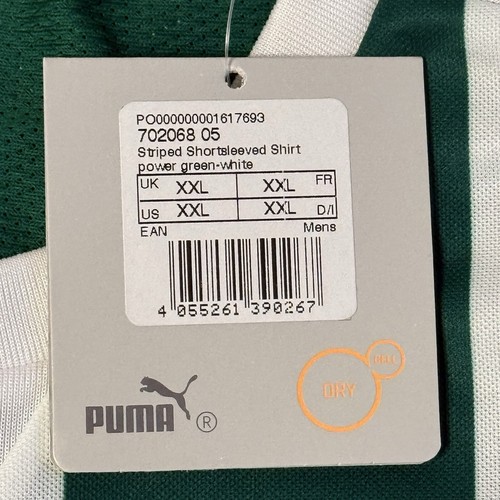 PO000000001617693
702068 05
Striped Shortsleeved Shirt
power green-white
UK XXL XXL FR
US XXL XXL D/I
EAN Mens
4 055261 390267
DRY CELL
PUMA ®